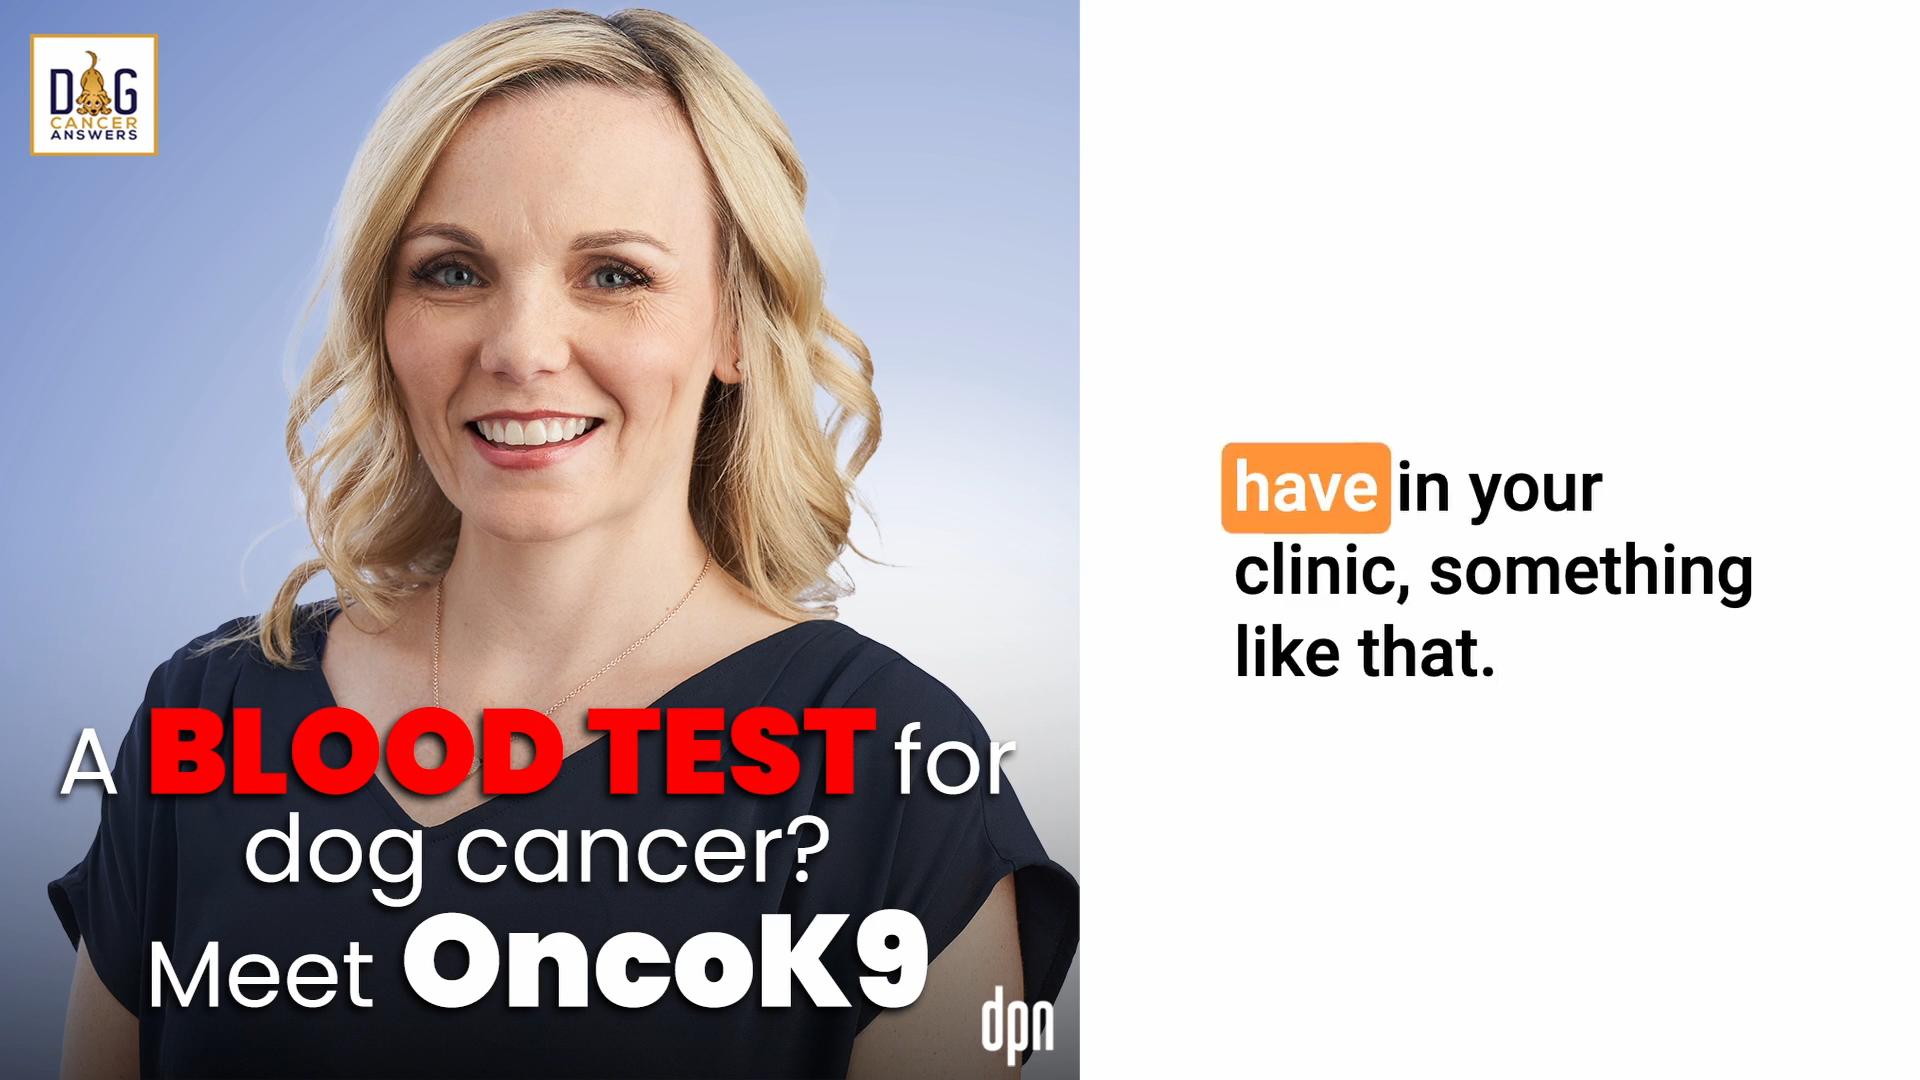 DOG
CANCER
ANSWERS
A BLOOD TEST for
dog cancer?
Meet OncoK9
dpn
have in your
clinic, something
like that.